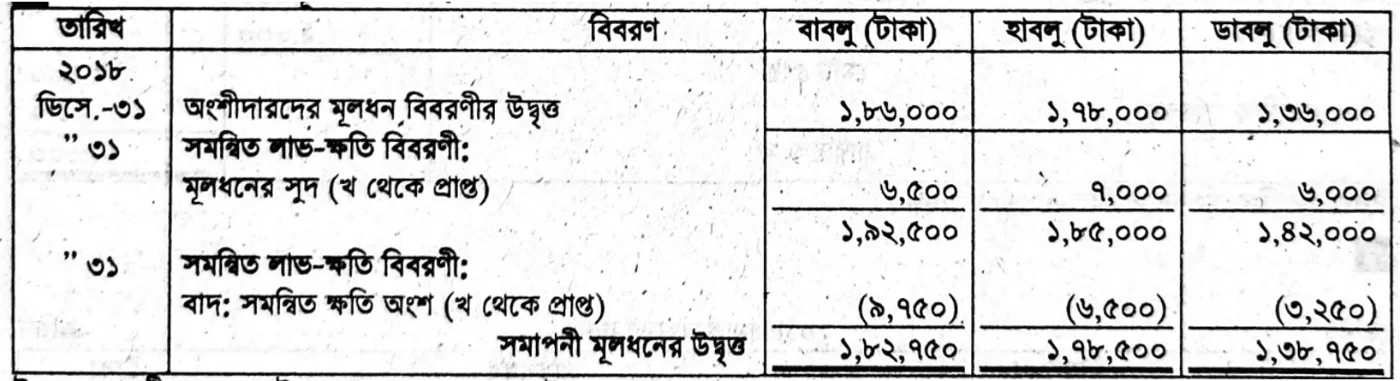 তারিখ বিবরণ বাবলু (টাকা) হাবলু (টাকা) ডাবলু (টাকা)
২০১৮
ডিসে.-৩১ অংশীদারদের মূলধন বিবরণীর উদ্বৃত্ত ১,৮৬,০০০ ১,৭৮,০০০ ১,৩৬,০০০
" ৩১ সমন্বিত লাভ-ক্ষতি বিবরণী:
মূলধনের সুদ (খ থেকে প্রাপ্ত) ৬,৫০০ ৭,০০০ ৬,০০০
১,৯২,৫০০ ১,৮৫,০০০ ১,৪২,০০০
" ৩১ সমন্বিত লাভ-ক্ষতি বিবরণী:
বাদ: সমন্বিত ক্ষতি অংশ (খ থেকে প্রাপ্ত) (৯,৭৫০) (৬,৫০০) (৩,২৫০)
সমাপনী মূলধনের উদ্বৃত্ত ১,৮২,৭৫০ ১,৭৮,৫০০ ১,৩৮,৭৫০